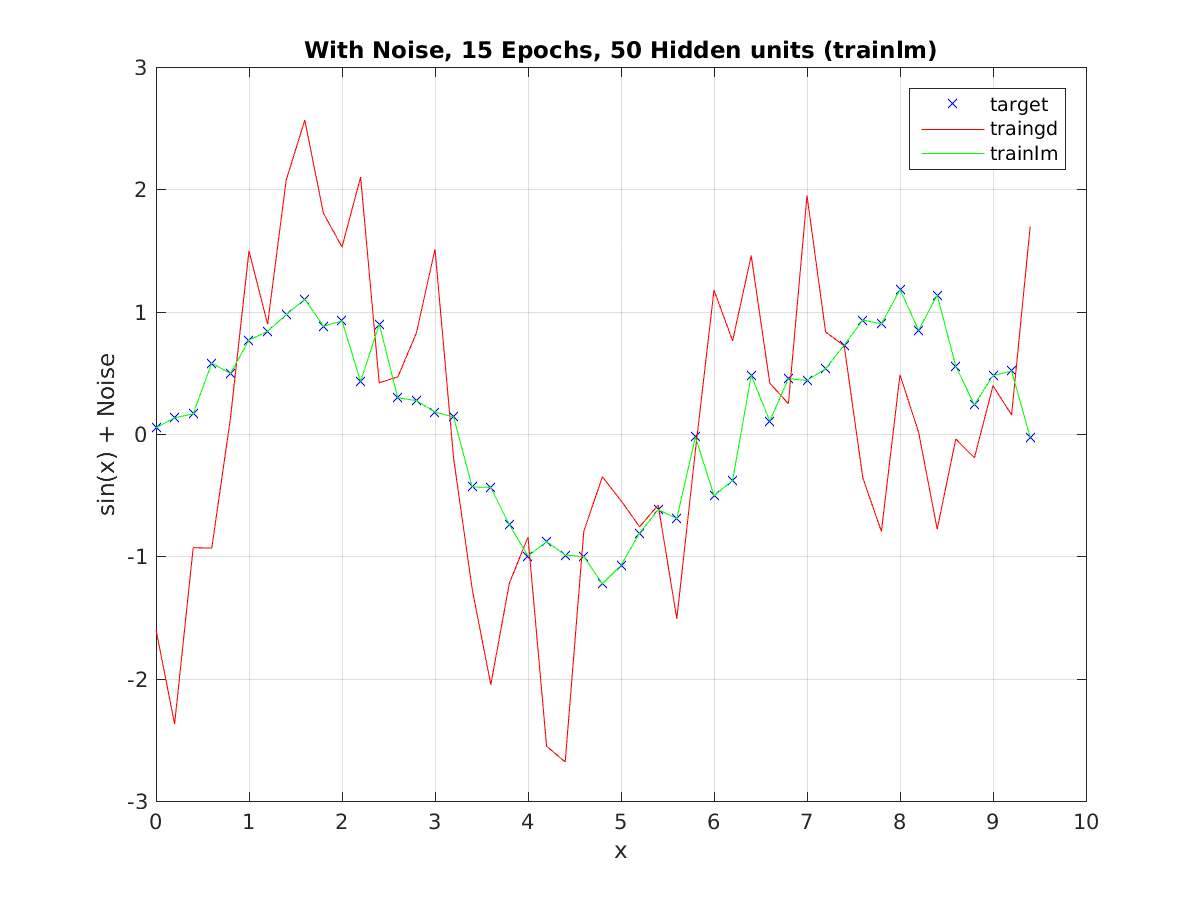 With Noise, 15 Epochs, 50 Hidden units (trainlm)
3
2
1
0
-1
-2
-3
sin(x) + Noise
target
traingd
trainlm
0 1 2 3 4 5 6 7 8 9 10
x